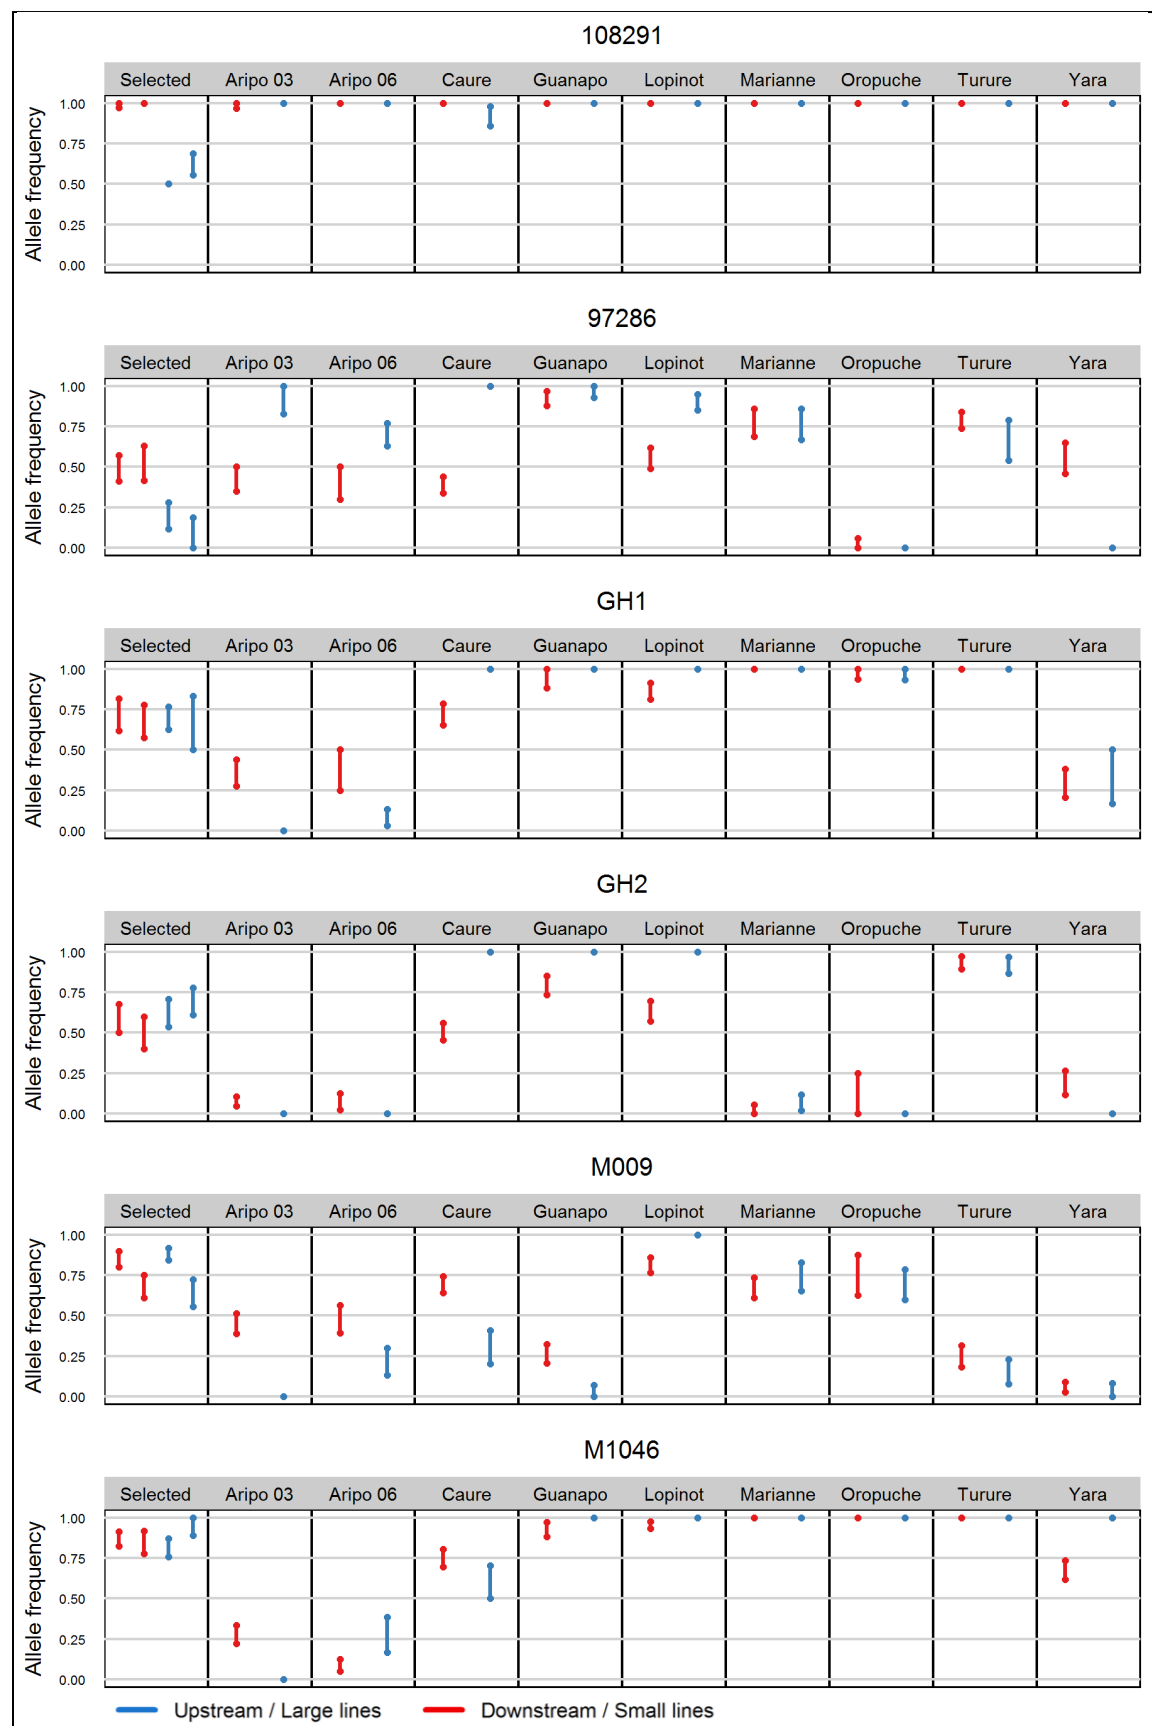 108291
Selected Aripo 03 Aripo 06 Caure Guanapo Lopinot Marianne Oropuche Turure Yara
Allele frequency
1.00
0.75
0.50
0.25
0.00
97286
Selected Aripo 03 Aripo 06 Caure Guanapo Lopinot Marianne Oropuche Turure Yara
Allele frequency
1.00
0.75
0.50
0.25
0.00
GH1
Selected Aripo 03 Aripo 06 Caure Guanapo Lopinot Marianne Oropuche Turure Yara
Allele frequency
1.00
0.75
0.50
0.25
0.00
GH2
Selected Aripo 03 Aripo 06 Caure Guanapo Lopinot Marianne Oropuche Turure Yara
Allele frequency
1.00
0.75
0.50
0.25
0.00
M009
Selected Aripo 03 Aripo 06 Caure Guanapo Lopinot Marianne Oropuche Turure Yara
Allele frequency
1.00
0.75
0.50
0.25
0.00
M1046
Selected Aripo 03 Aripo 06 Caure Guanapo Lopinot Marianne Oropuche Turure Yara
Allele frequency
1.00
0.75
0.50
0.25
0.00
Upstream / Large lines Downstream / Small lines